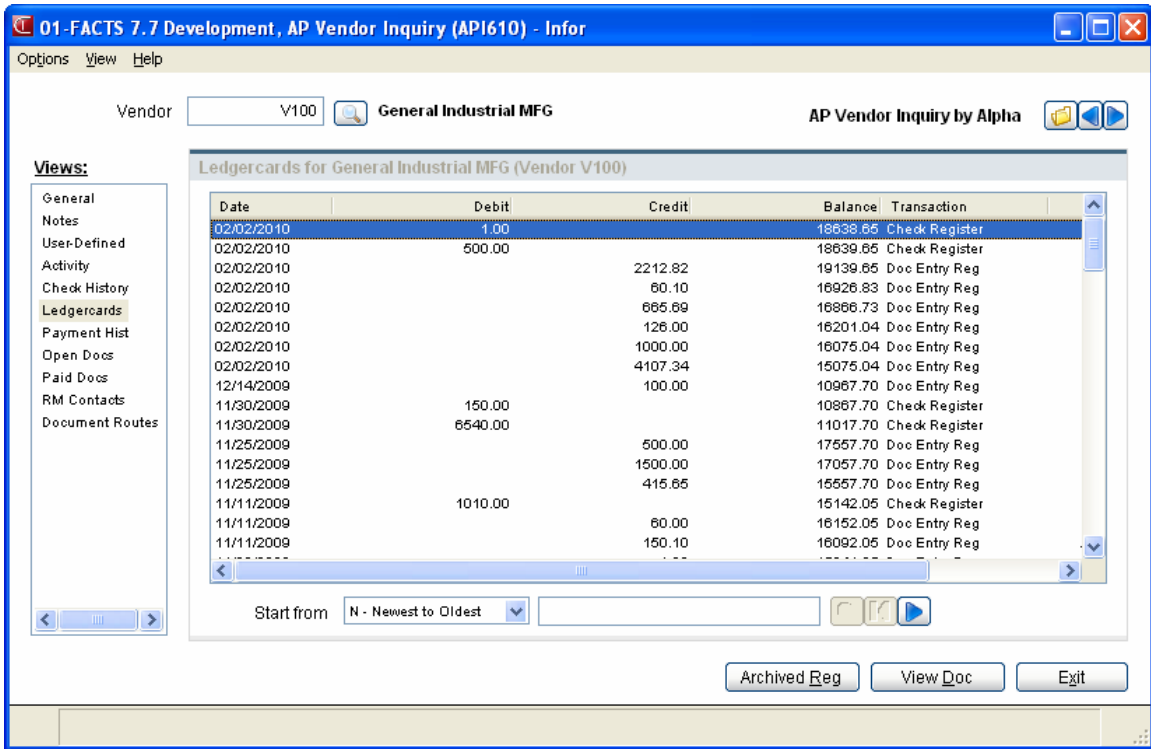 01-FACTS 7.7 Development, AP Vendor Inquiry (API610) - Infor
Options View Help
Vendor V100 General Industrial MFG AP Vendor Inquiry by Alpha
Views:
General
Notes
User-Defined
Activity
Check History
Ledgercards
Payment Hist
Open Docs
Paid Docs
RM Contacts
Document Routes
Ledgercards for General Industrial MFG (Vendor V100)
Date Debit Credit Balance Transaction
02/02/2010 1.00 18638.65 Check Register
02/02/2010 500.00 18639.65 Check Register
02/02/2010 2212.82 19139.65 Doc Entry Reg
02/02/2010 60.10 16926.83 Doc Entry Reg
02/02/2010 665.69 16866.73 Doc Entry Reg
02/02/2010 126.00 16201.04 Doc Entry Reg
02/02/2010 1000.00 16075.04 Doc Entry Reg
02/02/2010 4107.34 15075.04 Doc Entry Reg
12/14/2009 100.00 10967.70 Doc Entry Reg
11/30/2009 150.00 10867.70 Check Register
11/30/2009 6540.00 11017.70 Check Register
11/25/2009 500.00 17557.70 Doc Entry Reg
11/25/2009 1500.00 17057.70 Doc Entry Reg
11/25/2009 415.65 15557.70 Doc Entry Reg
11/11/2009 1010.00 15142.05 Check Register
11/11/2009 60.00 16152.05 Doc Entry Reg
11/11/2009 150.10 16092.05 Doc Entry Reg
Start from N - Newest to Oldest
Archived Reg View Doc Exit